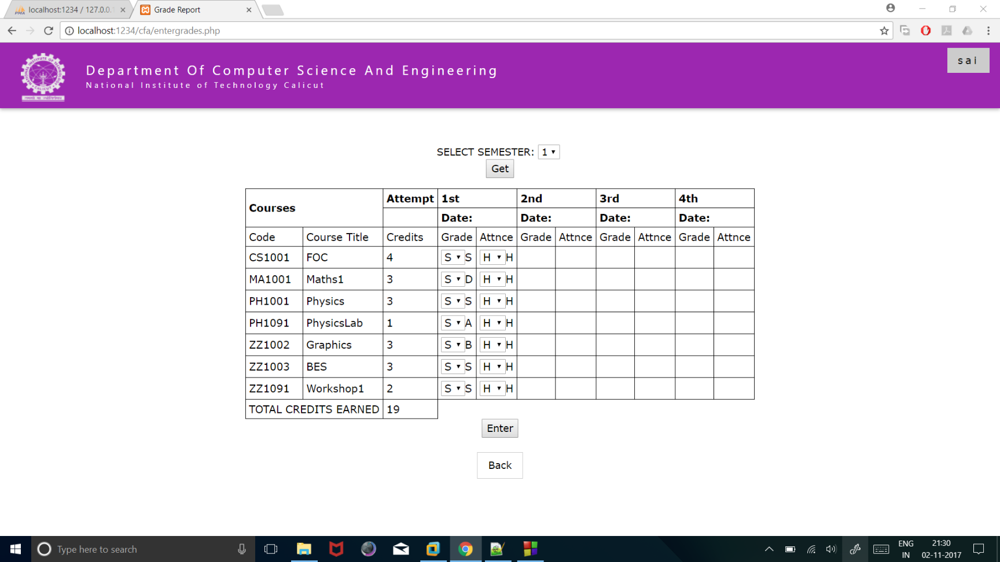 localhost:1234 / 127.0.0.1
Grade Report
localhost:1234/cfa/entergrades.php
Department Of Computer Science And Engineering
National Institute of Technology Calicut
sai
SELECT SEMESTER: 1
Get
Courses Attempt 1st 2nd 3rd 4th
Date: Date: Date: Date:
Code Course Title Credits Grade Attnce Grade Attnce Grade Attnce Grade Attnce
CS1001 FOC 4 S S H H
MA1001 Maths1 3 S D H H
PH1001 Physics 3 S S H H
PH1091 PhysicsLab 1 S A H H
ZZ1002 Graphics 3 S B H H
ZZ1003 BES 3 S S H H
ZZ1091 Workshop1 2 S S H H
TOTAL CREDITS EARNED 19
Enter
Back
Type here to search
ENG
IN
21:30
02-11-2017